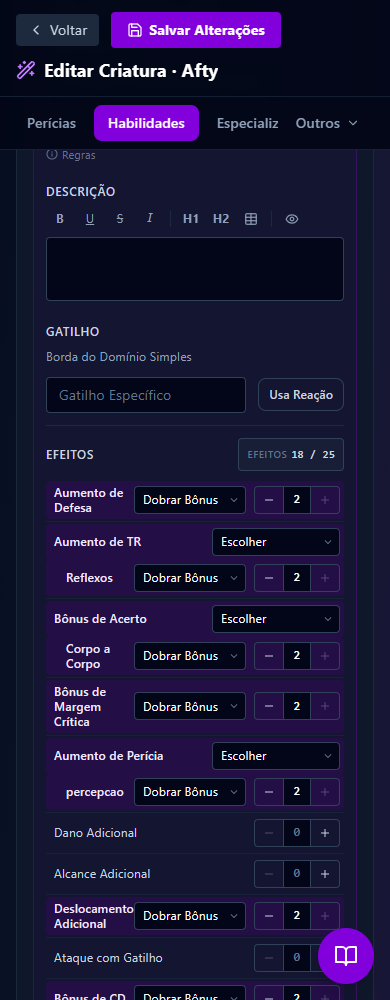 Voltar
Salvar Alterações
Editar Criatura · Afty
Perícias
Habilidades
Especializ
Outros
Regras
DESCRIÇÃO
B U S I H1 H2
GATILHO
Borda do Domínio Simples
Gatilho Específico
Usa Reação
EFEITOS
EFEITOS 18 / 25
Aumento de
Defesa
Dobrar Bônus
− 2 +
Aumento de TR
Escolher
Reflexos
Dobrar Bônus
− 2 +
Bônus de Acerto
Escolher
Corpo a
Corpo
Dobrar Bônus
− 2 +
Bônus de
Margem
Crítica
Dobrar Bônus
− 2 +
Aumento de Perícia
Escolher
percepcao
Dobrar Bônus
− 2 +
Dano Adicional
− 0 +
Alcance Adicional
− 0 +
Deslocamento
Adicional
Dobrar Bônus
− 2 +
Ataque com Gatilho
− 0
Bônus de CD
Dobrar Bônus
− 2